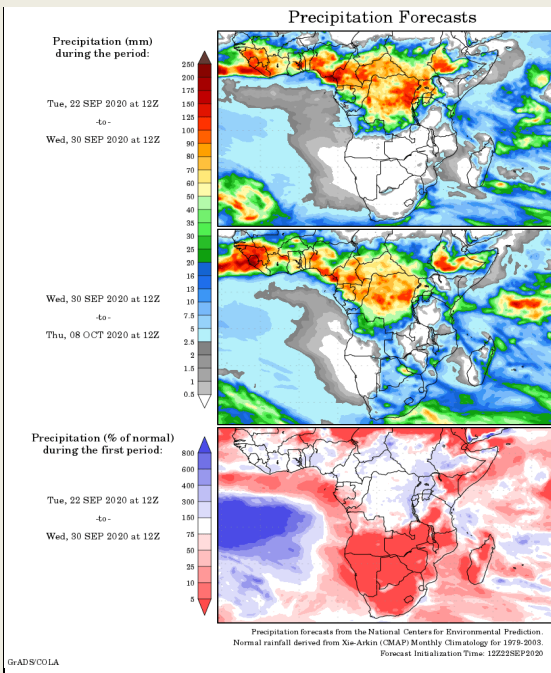 Precipitation Forecasts
Precipitation (mm)
during the period:
Tue, 22 SEP 2020 at 12Z
-to-
Wed, 30 SEP 2020 at 12Z
250
200
175
150
125
100
90
80
70
60
50
40
35
30
25
20
16
13
10
7.5
5
2.5
2
1.5
1
0.5
Wed, 30 SEP 2020 at 12Z
-to-
Thu, 08 OCT 2020 at 12Z
Precipitation (% of normal)
during the first period:
Tue, 22 SEP 2020 at 12Z
-to-
Wed, 30 SEP 2020 at 12Z
800
600
400
300
150
75
50
25
10
5
Precipitation forecasts from the National Centers for Environmental Prediction.
Normal rainfall derived from Xie-Arkin (CMAP) Monthly Climatology for 1979-2003.
Forecast Initialization Time: 12Z22SEP2020
GrADS/COLA